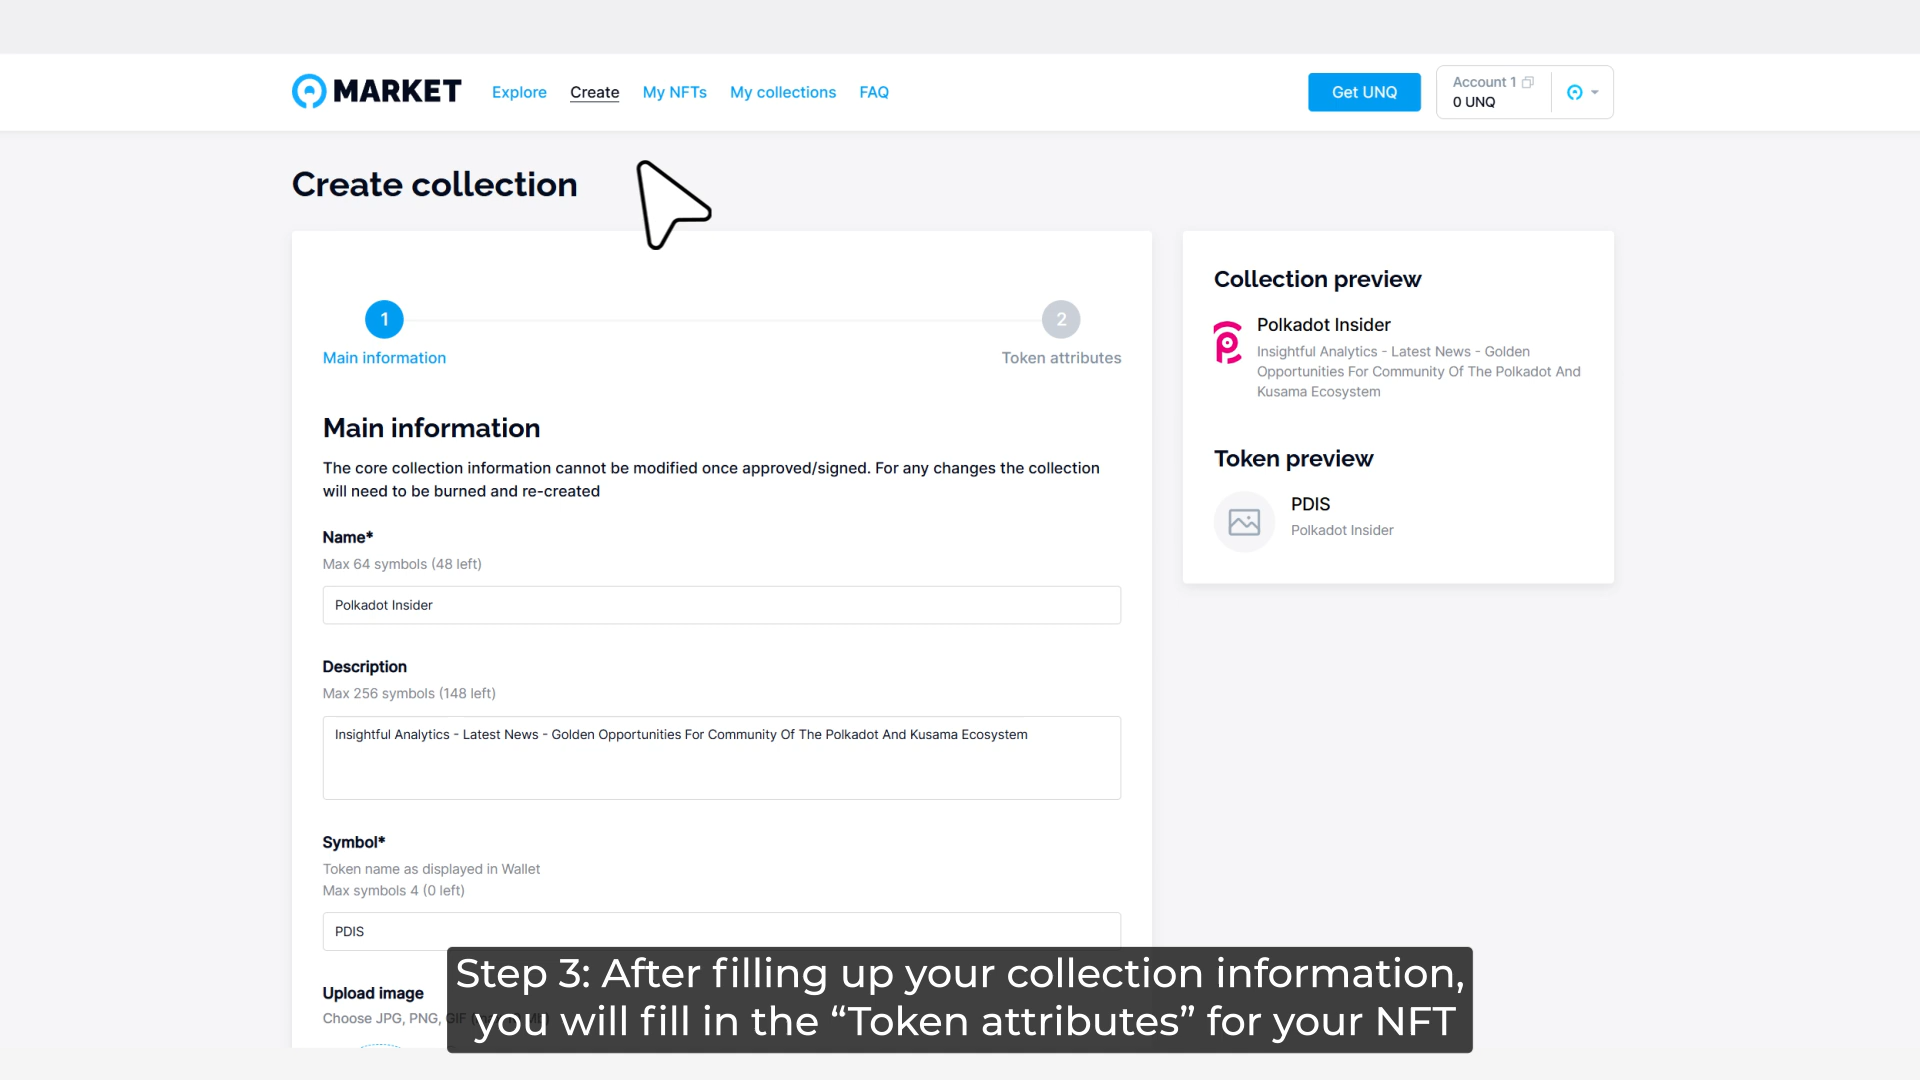 MARKET
Explore
Create
My NFTs
My collections
FAQ
Get UNQ
Account 1
0 UNQ
Create collection
1
2
Main information
Token attributes
Main information
The core collection information cannot be modified once approved/signed. For any changes the collection
will need to be burned and re-created
Name*
Max 64 symbols (48 left)
Polkadot Insider
Description
Max 256 symbols (148 left)
Insightful Analytics - Latest News - Golden Opportunities For Community Of The Polkadot And Kusama Ecosystem
Symbol*
Token name as displayed in Wallet
Max symbols 4 (0 left)
PDIS
Upload image
Choose JPG, PNG, GIF
Collection preview
Polkadot Insider
Insightful Analytics - Latest News - Golden
Opportunities For Community Of The Polkadot And
Kusama Ecosystem
Token preview
PDIS
Polkadot Insider
Step 3: After filling up your collection information,
you will fill in the “Token attributes” for your NFT